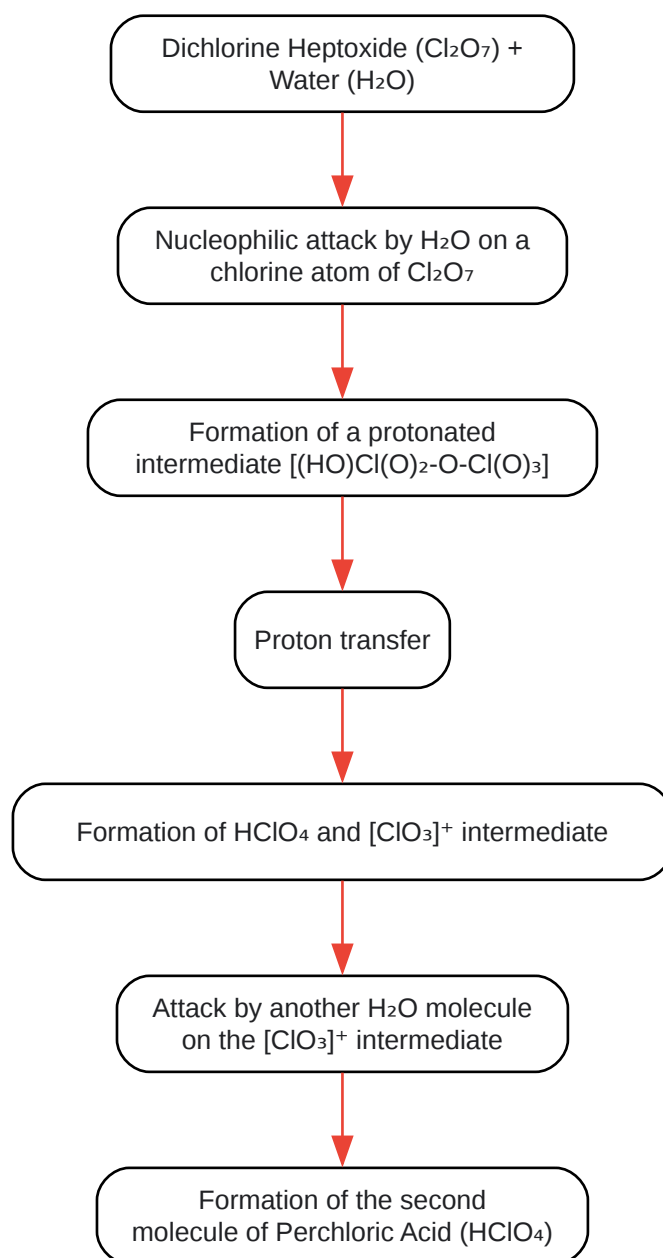 Dichlorine Heptoxide (Cl₂O₇) +
Water (H₂O)
Nucleophilic attack by H₂O on a
chlorine atom of Cl₂O₇
Formation of a protonated
intermediate [(HO)Cl(O)₂-O-Cl(O)₃]
Proton transfer
Formation of HClO₄ and [ClO₃]⁺ intermediate
Attack by another H₂O molecule
on the [ClO₃]⁺ intermediate
Formation of the second
molecule of Perchloric Acid (HClO₄)